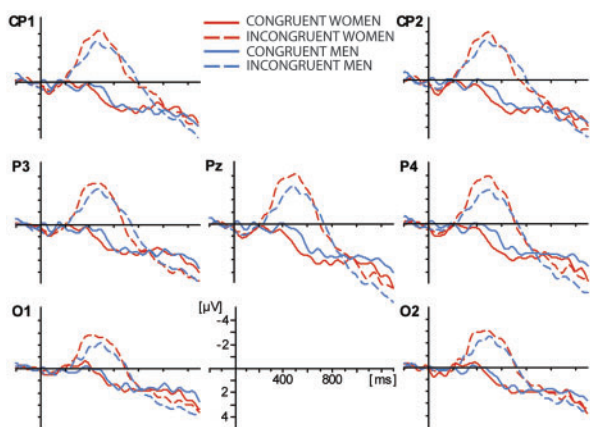 CP1
CONGRUENT WOMEN
INCONGRUENT WOMEN
CONGRUENT MEN
INCONGRUENT MEN
CP2
P3
Pz
P4
O1
[µV]
-4
-2
400 800 [ms]
2
4
O2